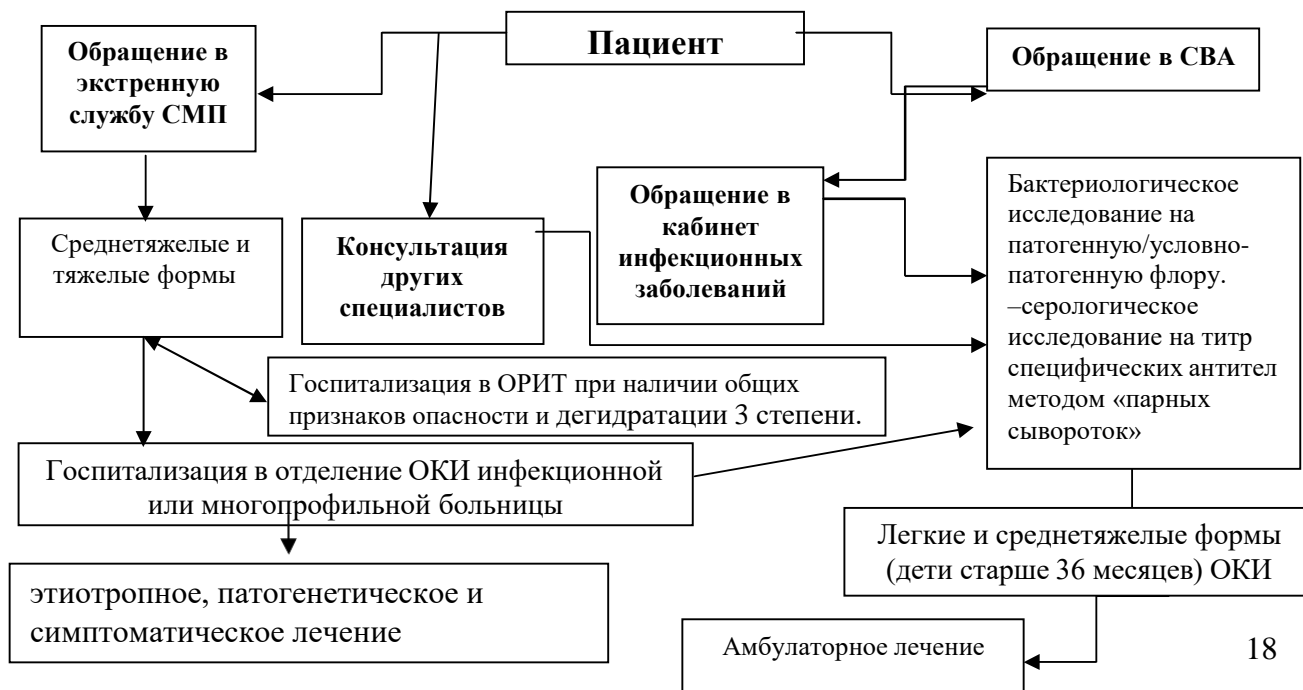 Пациент
Обращение в
экстренную
службу СМП
Обращение в СВА
Среднетяжелые и
тяжелые формы
Консультация
других
специалистов
Обращение в
кабинет
инфекционных
заболеваний
Бактериологическое
исследование на
патогенную/условно-
патогенную флору.
–серологическое
исследование на титр
специфических антител
методом «парных
сывороток»
Госпитализация в ОРИТ при наличии общих
признаков опасности и дегидратации 3 степени.
Госпитализация в отделение ОКИ инфекционной
или многопрофильной больницы
Легкие и среднетяжелые формы
(дети старше 36 месяцев) ОКИ
этиотропное, патогенетическое и
симптоматическое лечение
Амбулаторное лечение
18